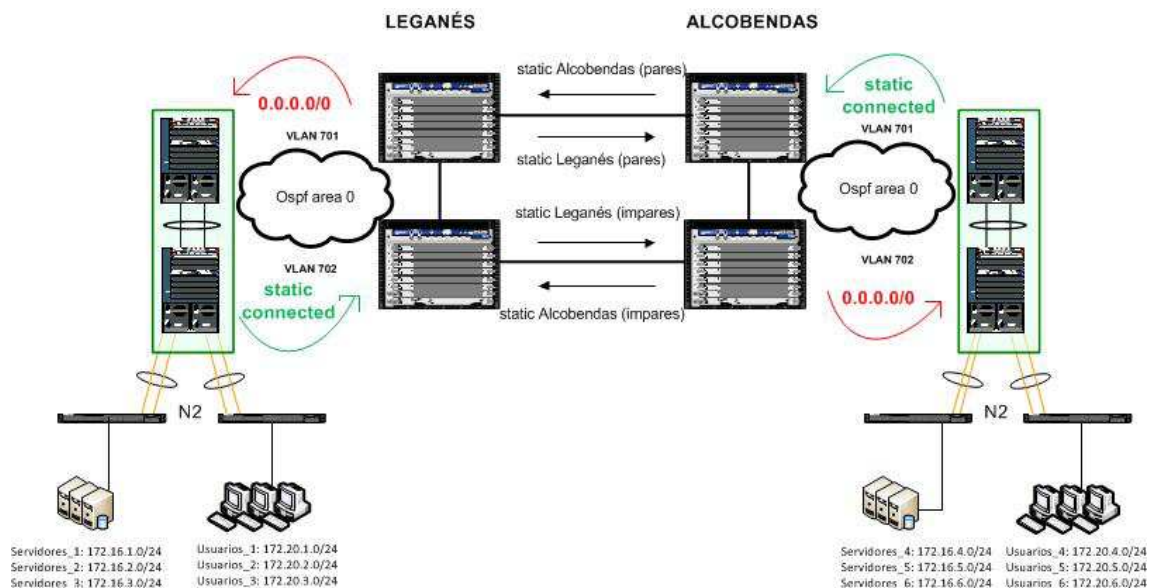 LEGANÉS
ALCOBENDAS
static Alcobendas (pares)
static Leganés (pares)
static Leganés (impares)
static Alcobendas (impares)
0.0.0.0/0
VLAN 701
Ospf area 0
VLAN 702
static
connected
static
connected
VLAN 701
Ospf area 0
VLAN 702
0.0.0.0/0
N2
N2
Servidores_1: 172.16.1.0/24
Servidores_2: 172.16.2.0/24
Servidores_3: 172.16.3.0/24
Usuarios_1: 172.20.1.0/24
Usuarios_2: 172.20.2.0/24
Usuarios_3: 172.20.3.0/24
Servidores_4: 172.16.4.0/24
Servidores_5: 172.16.5.0/24
Servidores_6: 172.16.6.0/24
Usuarios_4: 172.20.4.0/24
Usuarios_5: 172.20.5.0/24
Usuarios_6: 172.20.6.0/24